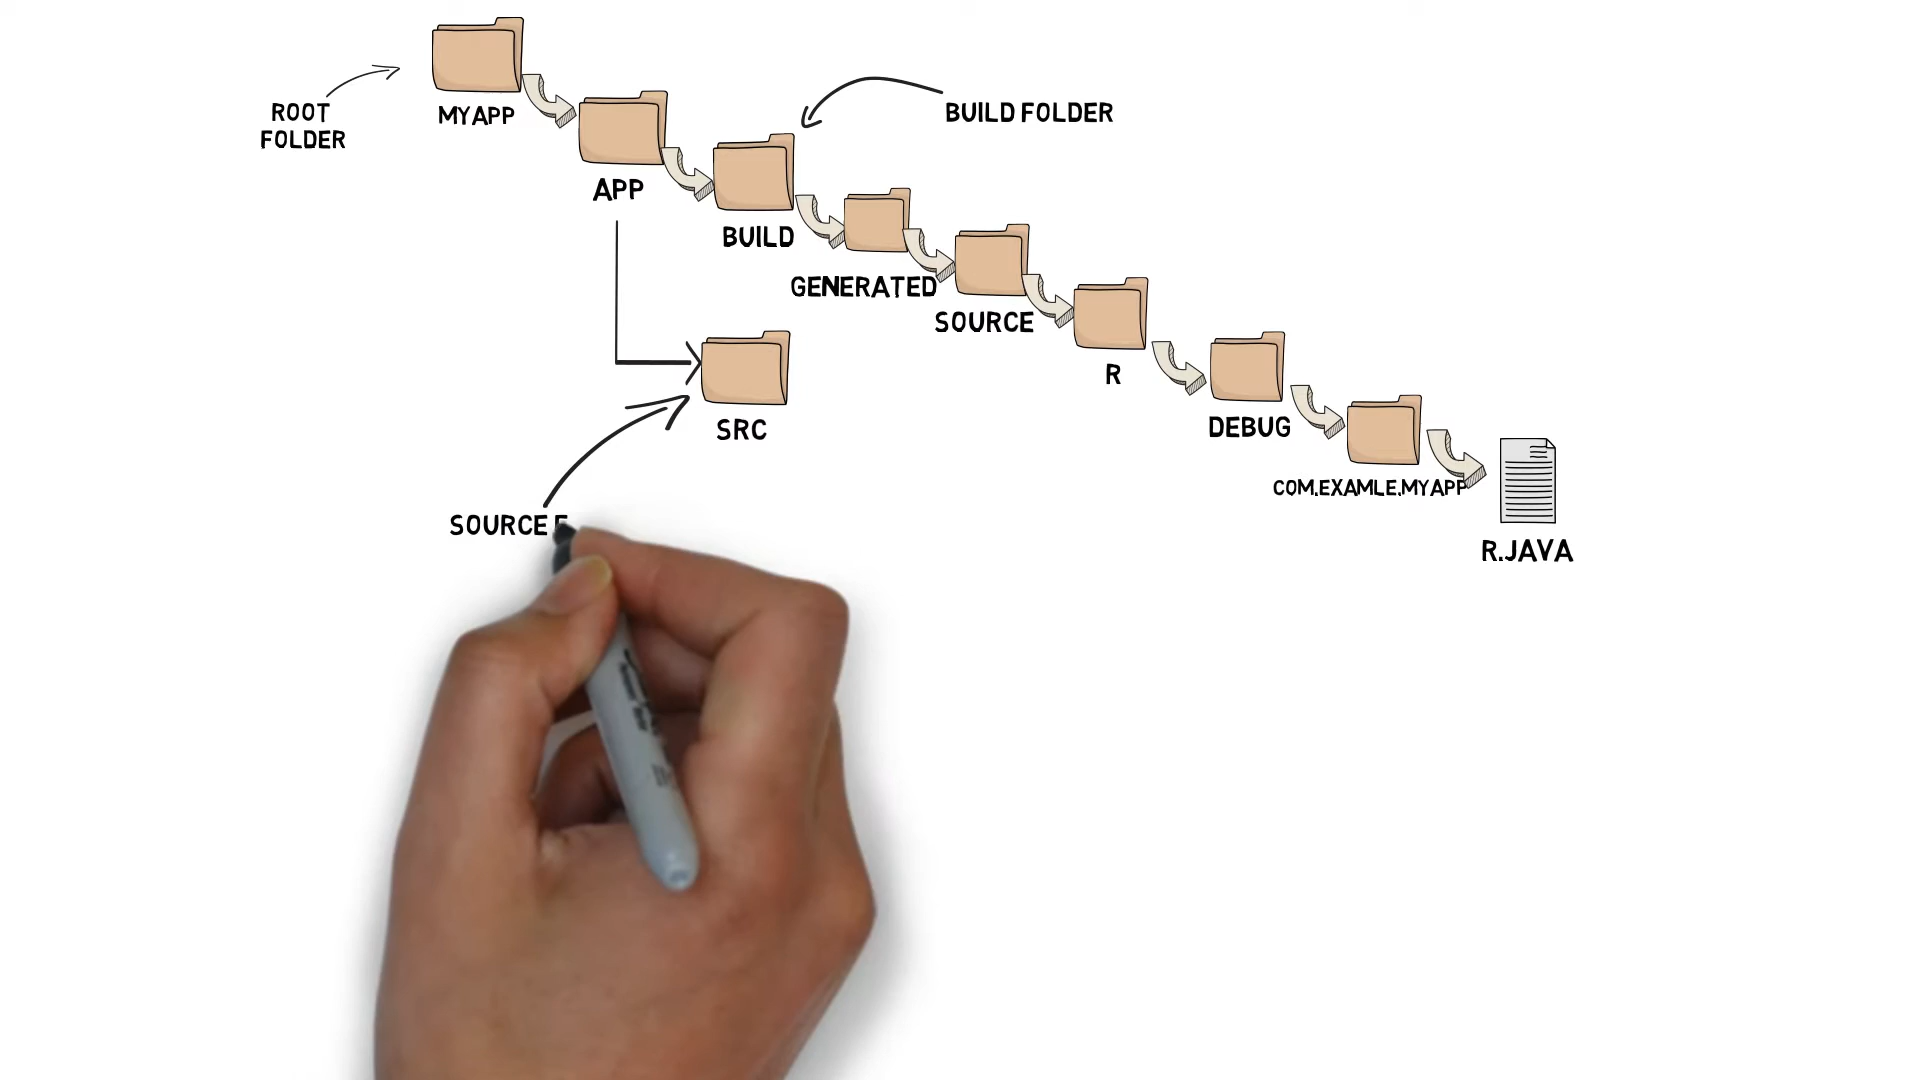 ROOT
FOLDER
MYAPP
BUILD FOLDER
APP
BUILD
GENERATED
SOURCE
R
SRC
DEBUG
COM.EXAMLE.MYAPP
SOURCE F
R.JAVA